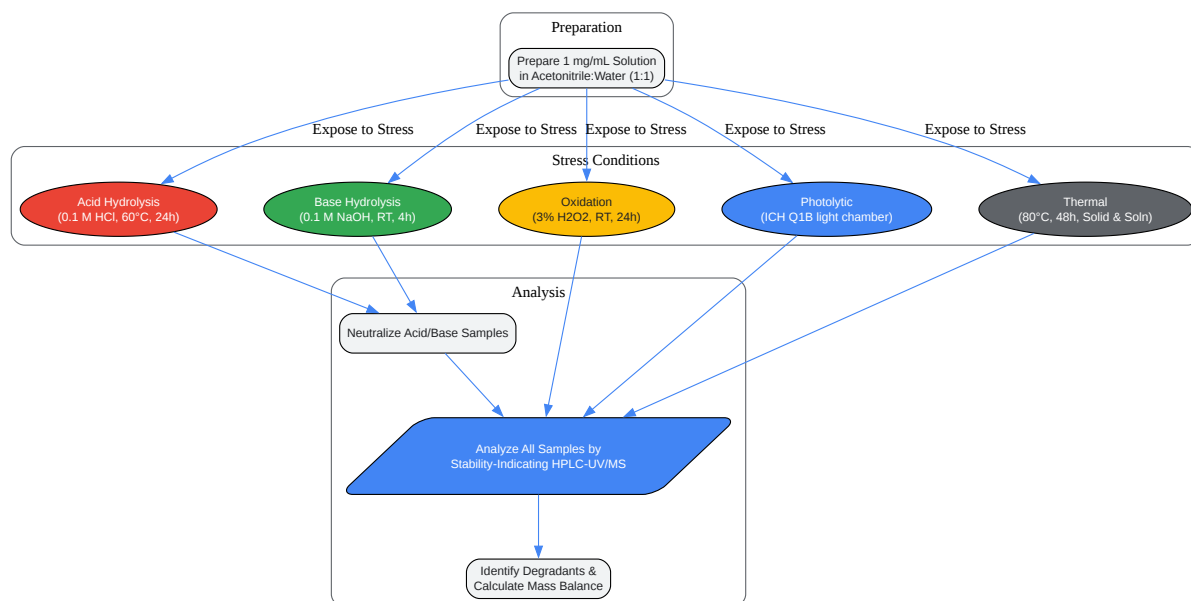 Preparation
Prepare 1 mg/mL Solution
in Acetonitrile:Water (1:1)
Expose to Stress
Expose to Stress
Expose to Stress
Expose to Stress
Expose to Stress
Stress Conditions
Acid Hydrolysis
(0.1 M HCl, 60°C, 24h)
Base Hydrolysis
(0.1 M NaOH, RT, 4h)
Oxidation
(3% H2O2, RT, 24h)
Photolytic
(ICH Q1B light chamber)
Thermal
(80°C, 48h, Solid & Soln)
Analysis
Neutralize Acid/Base Samples
Analyze All Samples by
Stability-Indicating HPLC-UV/MS
Identify Degradants &
Calculate Mass Balance